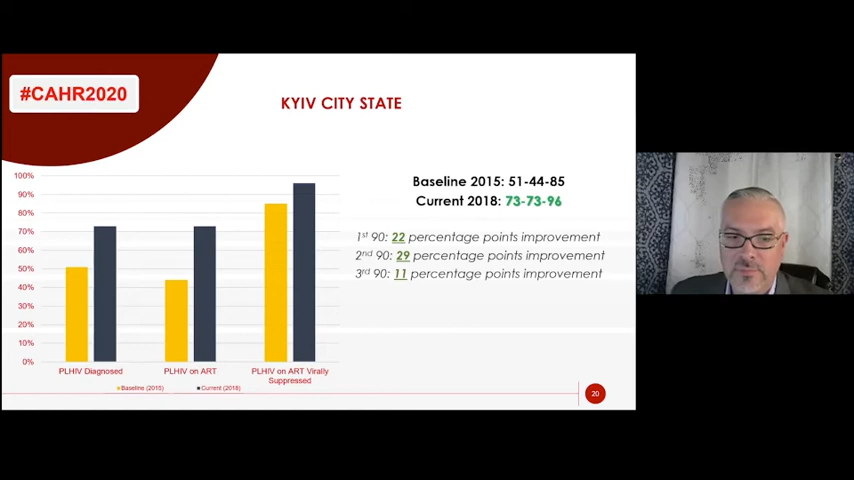 #CAHR2020
KYIV CITY STATE
Baseline 2015: 51-44-85
Current 2018: 73-73-96
1st 90: 22 percentage points improvement
2nd 90: 29 percentage points improvement
3rd 90: 11 percentage points improvement
100%
90%
80%
70%
60%
50%
40%
30%
20%
10%
0%
PLHIV Diagnosed
PLHIV on ART
PLHIV on ART Virally
Suppressed
Baseline (2015)
Current (2018)
20